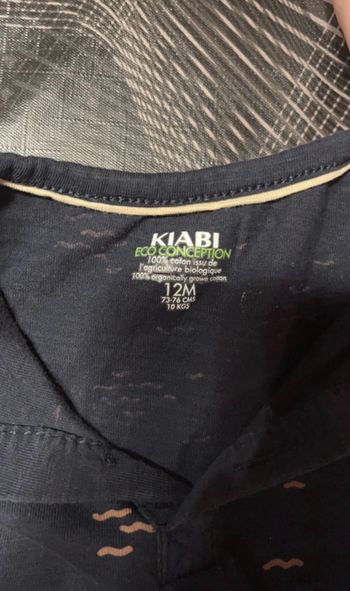 KIABI
ECO CONCEPTION
100% coton issu de
l'agriculture biologique
100% organically grown cotton
12M
73-76 CMS
10 KGS